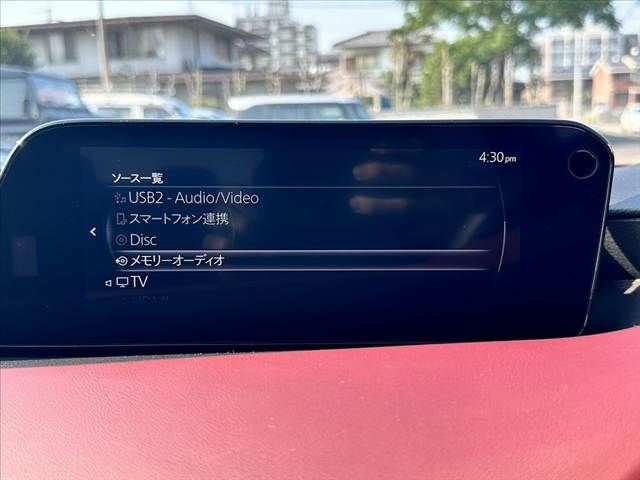 4:30pm
ソース一覧
USB2 - Audio/Video
スマートフォン連携
Disc
メモリーオーディオ
TV